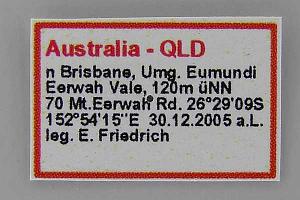 Australia - QLD
n Brisbane, Umg. Eumundi
Eerwah Vale, 120m üNN
70 Mt.Eerwah Rd. 26°29'09S
152°54'15"E 30.12.2005 a.L.
leg. E. Friedrich